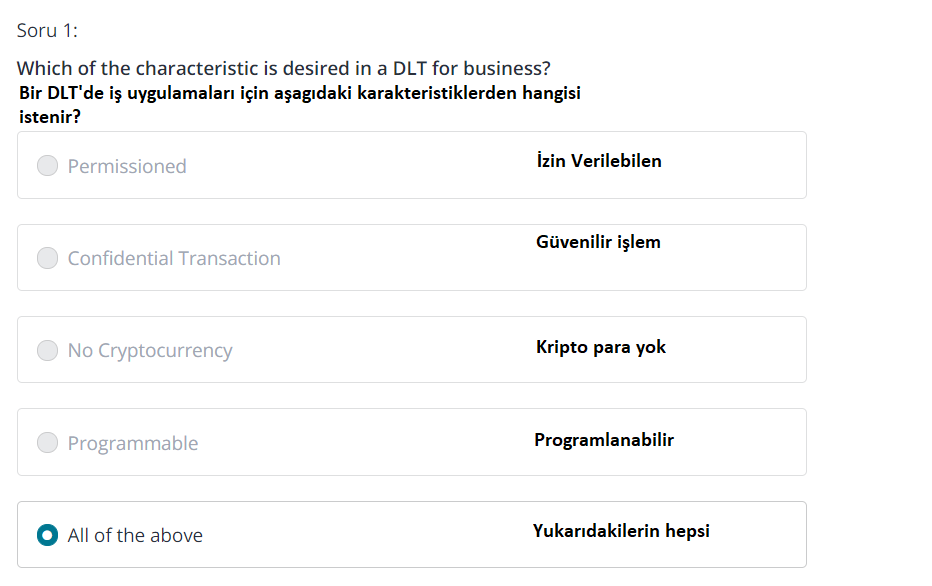 Soru 1:
Which of the characteristic is desired in a DLT for business?
Bir DLT'de iş uygulamaları için aşagıdaki karakteristiklerden hangisi
istenir?
Permissioned İzin Verilebilen
Confidential Transaction Güvenilir işlem
No Cryptocurrency Kripto para yok
Programmable Programlanabilir
All of the above Yukarıdakilerin hepsi